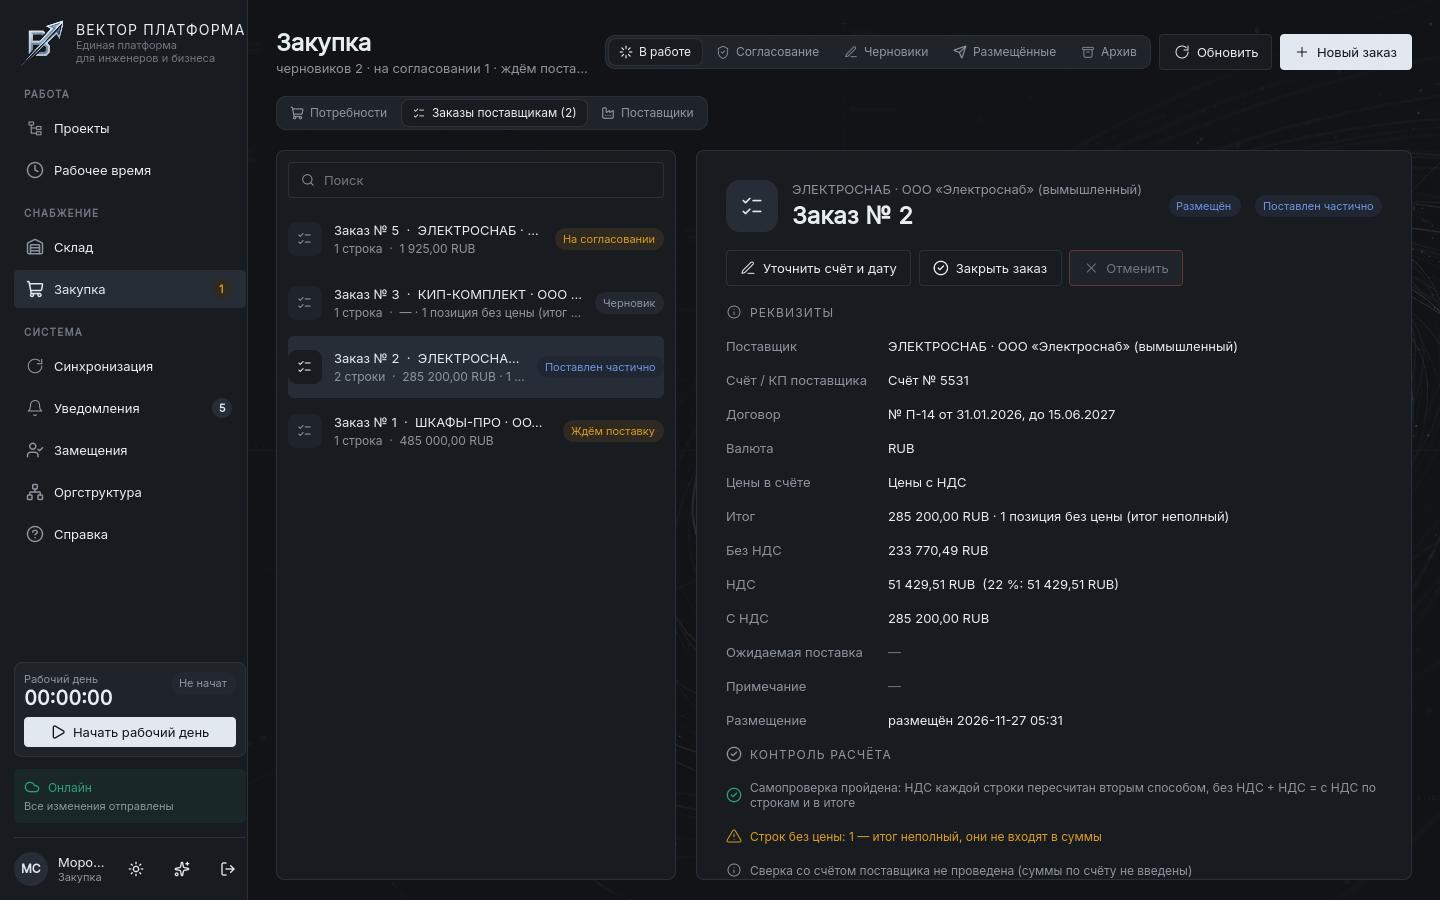 ВЕКТОР ПЛАТФОРМА
Единая платформа
для инженеров и бизнеса
РАБОТА
Проекты
Рабочее время
СНАБЖЕНИЕ
Склад
Закупка
1
СИСТЕМА
Синхронизация
Уведомления
5
Замещения
Оргструктура
Справка
Рабочий день
00:00:00
Не начат
Начать рабочий день
Онлайн
Все изменения отправлены
МС
Моро...
Закупка
Закупка
черновиков 2 · на согласовании 1 · ждём поста...
В работе
Согласование
Черновики
Размещённые
Архив
Обновить
Новый заказ
Потребности
Заказы поставщикам (2)
Поставщики
Поиск
Заказ № 5 · ЭЛЕКТРОСНАБ · ...
1 строка · 1 925,00 RUB
На согласовании
Заказ № 3 · КИП-КОМПЛЕКТ · ООО ...
1 строка · — · 1 позиция без цены (итог ...
Черновик
Заказ № 2 · ЭЛЕКТРОСНА...
2 строки · 285 200,00 RUB · 1 ...
Поставлен частично
Заказ № 1 · ШКАФЫ-ПРО · ОО...
1 строка · 485 000,00 RUB
Ждём поставку
ЭЛЕКТРОСНАБ · ООО «Электроснаб» (вымышленный)
Заказ № 2
Размещён
Поставлен частично
Уточнить счёт и дату
Закрыть заказ
Отменить
РЕКВИЗИТЫ
Поставщик
ЭЛЕКТРОСНАБ · ООО «Электроснаб» (вымышленный)
Счёт / КП поставщика
Счёт № 5531
Договор
№ П-14 от 31.01.2026, до 15.06.2027
Валюта
RUB
Цены в счёте
Цены с НДС
Итог
285 200,00 RUB · 1 позиция без цены (итог неполный)
Без НДС
233 770,49 RUB
НДС
51 429,51 RUB (22 %: 51 429,51 RUB)
С НДС
285 200,00 RUB
Ожидаемая поставка
—
Примечание
—
Размещение
размещён 2026-11-27 05:31
КОНТРОЛЬ РАСЧЁТА
Самопроверка пройдена: НДС каждой строки пересчитан вторым способом, без НДС + НДС = с НДС по
строкам и в итоге
Строк без цены: 1 — итог неполный, они не входят в суммы
Сверка со счётом поставщика не проведена (суммы по счёту не введены)